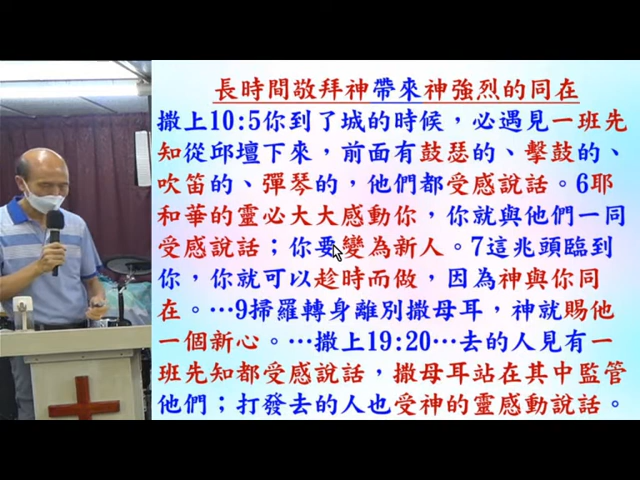 長時間敬拜神帶來神強烈的同在
撒上10:5你到了城的時候，必遇見一班先
知從邱壇下來，前面有鼓瑟的、擊鼓的、
吹笛的、彈琴的，他們都受感說話。6耶
和華的靈必大大感動你，你就與他們一同
受感說話；你要變為新人。7這兆頭臨到
你，你就可以趁時而做，因為神與你同
在。…9掃羅轉身離別撒母耳，神就賜他
一個新心。…撒上19:20…去的人見有一
班先知都受感說話，撒母耳站在其中監管
他們；打發去的人也受神的靈感動說話。